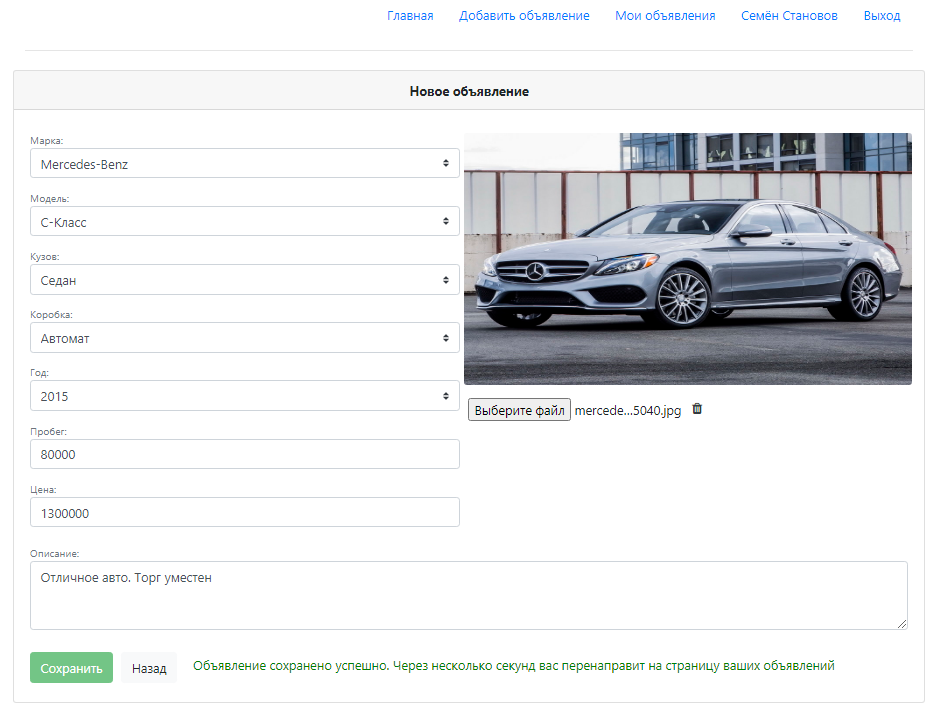 Главная Добавить объявление Мои объявления Семён Становов Выход
Новое объявление
Марка:
Mercedes-Benz
Модель:
С-Класс
Кузов:
Седан
Коробка:
Автомат
Год:
2015
Выберите файл mercede...5040.jpg
Пробег:
80000
Цена:
1300000
Описание:
Отличное авто. Торг уместен
Сохранить Назад Объявление сохранено успешно. Через несколько секунд вас перенаправит на страницу ваших объявлений